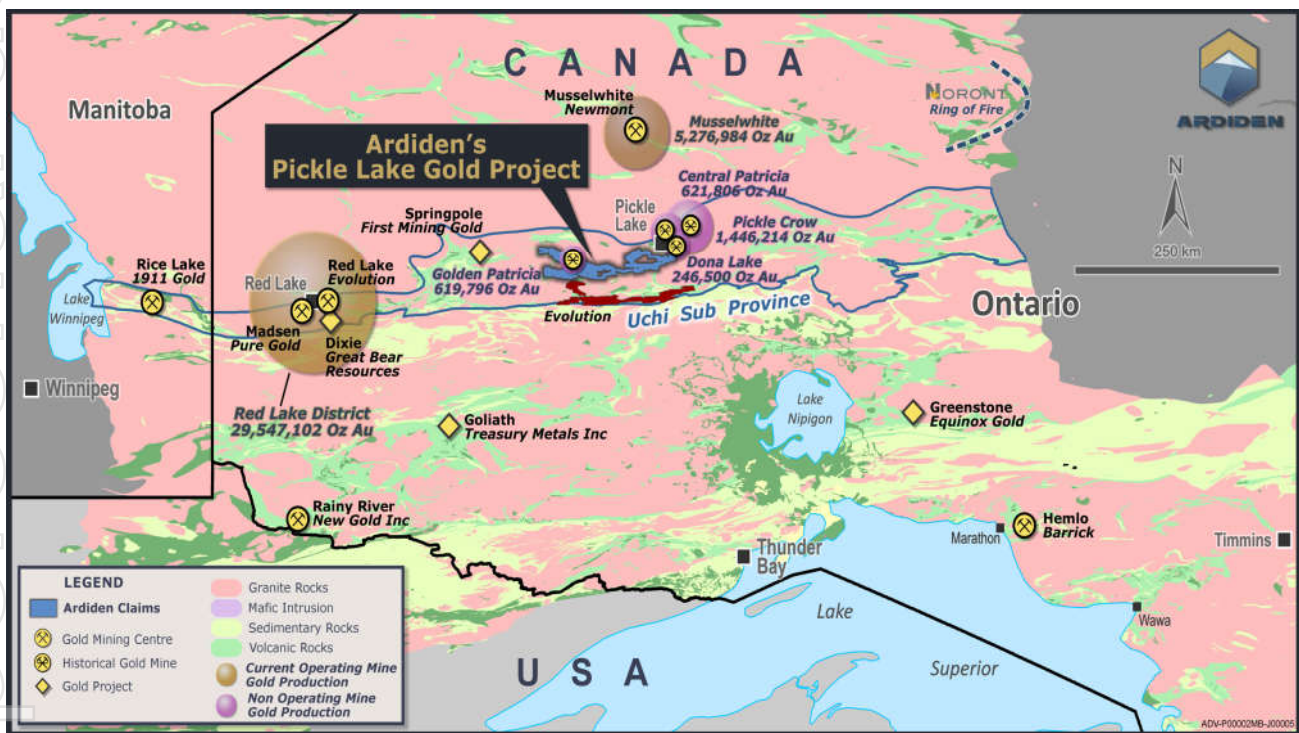 CANADA
Manitoba
Musselwhite
Newmont
Musselwhite
5,276,984 Oz Au
NORONT
Ring of Fire
ARDIDEN
Ardiden's
Pickle Lake Gold Project
N
250 km
Central Patricia
621,806 Oz Au
Pickle
Lake
Pickle Crow
1,446,214 Oz Au
Springpole
First Mining Gold
Golden Patricia
619,796 Oz Au
Dona Lake
246,500 Oz Au
Rice Lake
1911 Gold
Red Lake
Red Lake
Evolution
Lake
Winnipeg
Evolution
Uchi Sub Province
Ontario
Madsen
Pure Gold
Dixie
Great Bear
Resources
Winnipeg
Red Lake District
29,547,102 Oz Au
Goliath
Treasury Metals Inc
Lake
Nipigon
Greenstone
Equinox Gold
Rainy River
New Gold Inc
Marathon
Hemlo
Barrick
Timmins
Thunder
Bay
Wawa
Lake
Superior
USA
LEGEND
Ardiden Claims
Gold Mining Centre
Historical Gold Mine
Gold Project
Granite Rocks
Mafic Intrusion
Sedimentary Rocks
Volcanic Rocks
Current Operating Mine
Gold Production
Non Operating Mine
Gold Production
ADV-P00002MB-J00005